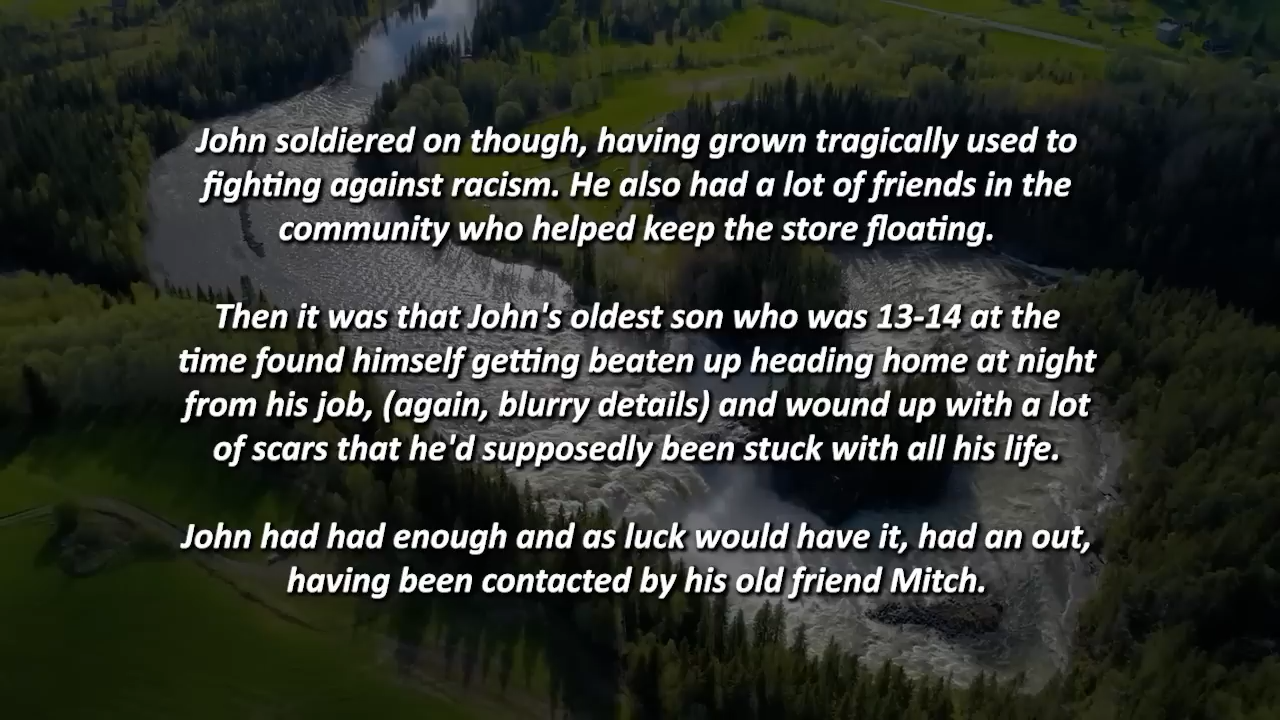 John soldiered on though, having grown tragically used to
fighting against racism. He also had a lot of friends in the
community who helped keep the store floating.
Then it was that John's oldest son who was 13-14 at the
time found himself getting beaten up heading home at night
from his job, (again, blurry details) and wound up with a lot
of scars that he'd supposedly been stuck with all his life.
John had had enough and as luck would have it, had an out,
having been contacted by his old friend Mitch.